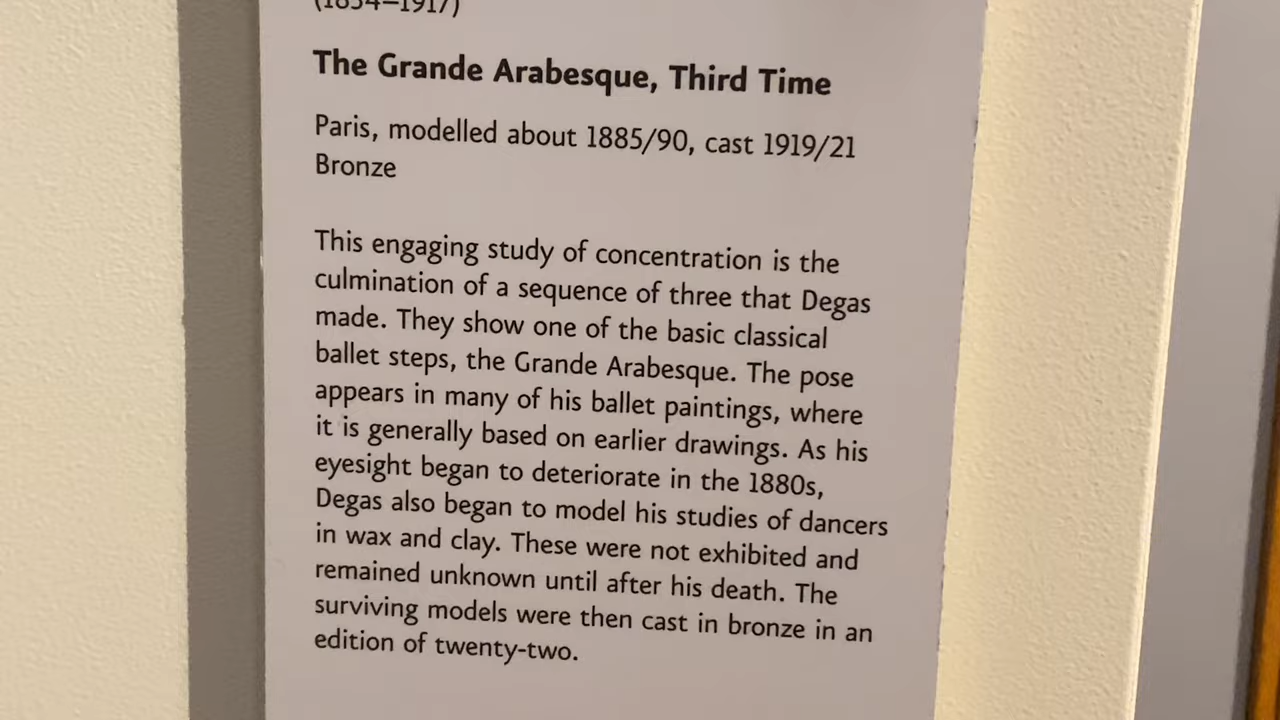 (1834–1917)
The Grande Arabesque, Third Time
Paris, modelled about 1885/90, cast 1919/21
Bronze
This engaging study of concentration is the
culmination of a sequence of three that Degas
made. They show one of the basic classical
ballet steps, the Grande Arabesque. The pose
appears in many of his ballet paintings, where
it is generally based on earlier drawings. As his
eyesight began to deteriorate in the 1880s,
Degas also began to model his studies of dancers
in wax and clay. These were not exhibited and
remained unknown until after his death. The
surviving models were then cast in bronze in an
edition of twenty-two.